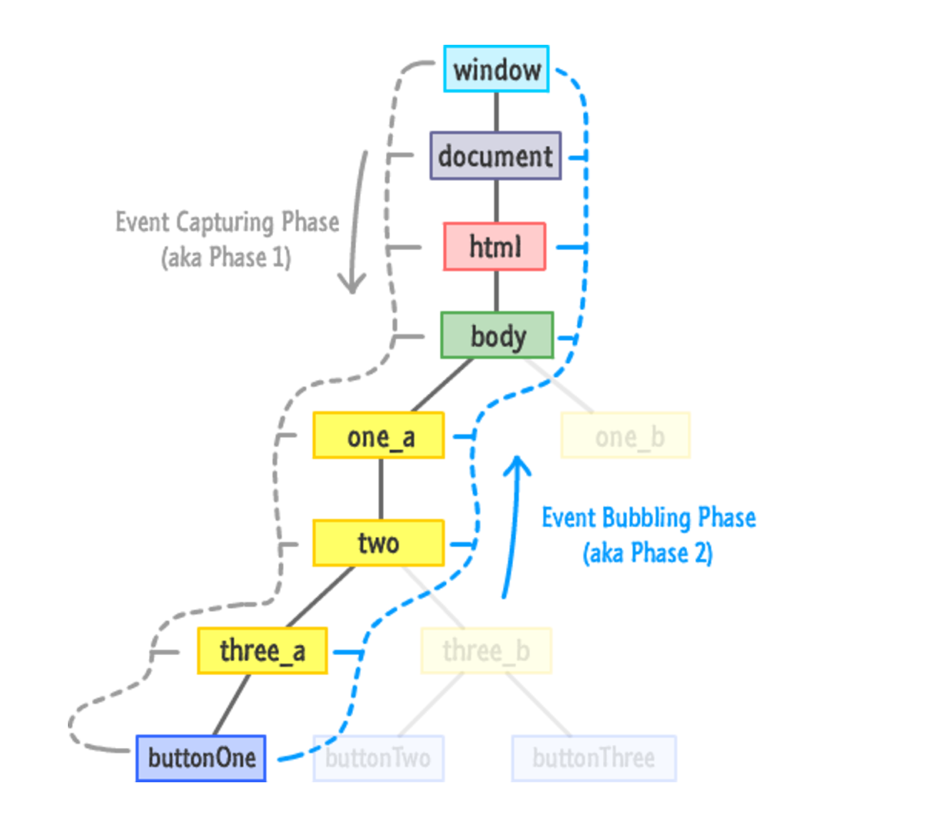 window
document
Event Capturing Phase
(aka Phase 1)
html
body
one_a
one_b
Event Bubbling Phase
(aka Phase 2)
two
three_a
three_b
buttonOne
buttonTwo
buttonThree